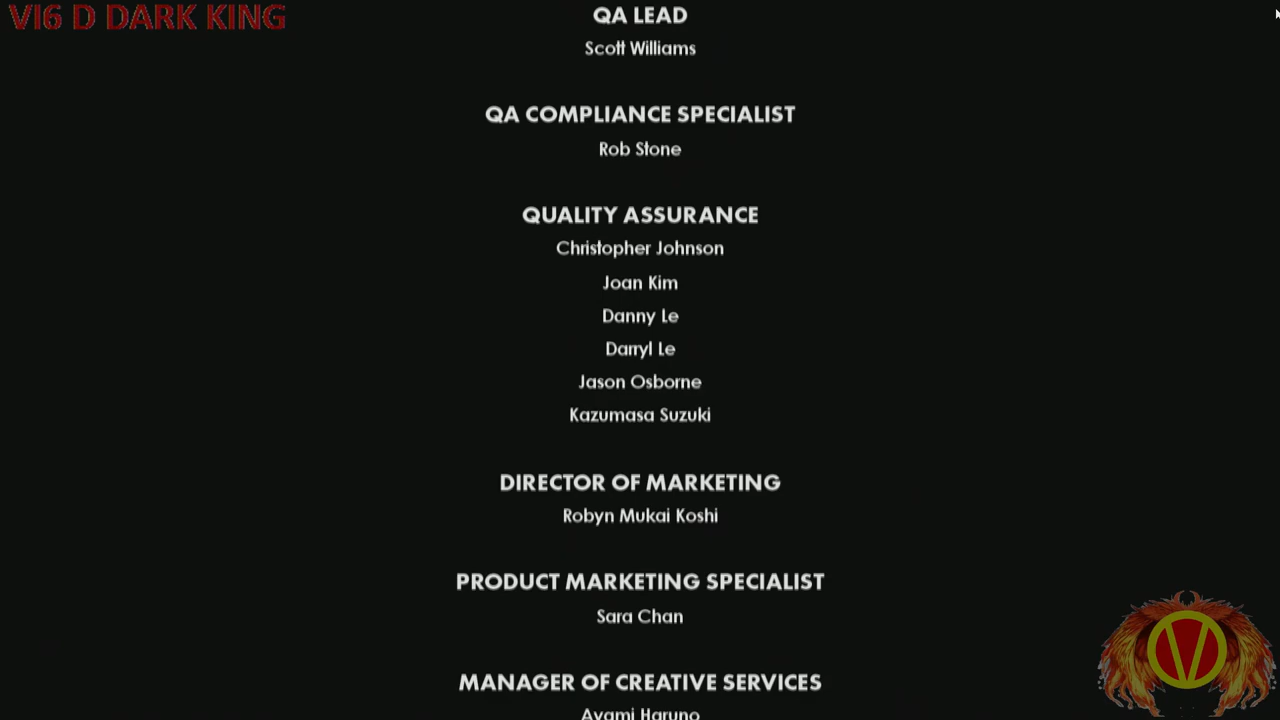 VI6 D DARK KING
QA LEAD
Scott Williams
QA COMPLIANCE SPECIALIST
Rob Stone
QUALITY ASSURANCE
Christopher Johnson
Joan Kim
Danny Le
Darryl Le
Jason Osborne
Kazumasa Suzuki
DIRECTOR OF MARKETING
Robyn Mukai Koshi
PRODUCT MARKETING SPECIALIST
Sara Chan
MANAGER OF CREATIVE SERVICES
Ayami Haruno
V